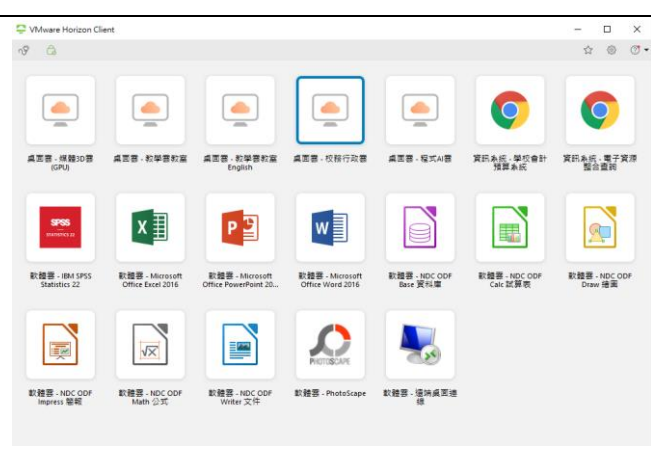 VMware Horizon Client
桌面雲 - 媒體3D雲
(GPU)
桌面雲 - 教學雲教室
桌面雲 - 教學雲教室
English
桌面雲 - 校務行政雲
桌面雲 - 程式AI雲
資訊系統 - 學校會計
預算系統
資訊系統 - 電子資源
整合查詢
SPSS
STATISTICS 22
軟體雲 - IBM SPSS
Statistics 22
軟體雲 - Microsoft
Office Excel 2016
軟體雲 - Microsoft
Office PowerPoint 20...
軟體雲 - Microsoft
Office Word 2016
軟體雲 - NDC ODF
Base 資料庫
軟體雲 - NDC ODF
Calc 試算表
軟體雲 - NDC ODF
Draw 繪圖
PHOTOSCAPE
軟體雲 - NDC ODF
Impress 簡報
軟體雲 - NDC ODF
Math 公式
軟體雲 - NDC ODF
Writer 文件
軟體雲 - PhotoScape
軟體雲 - 遠端桌面連
線